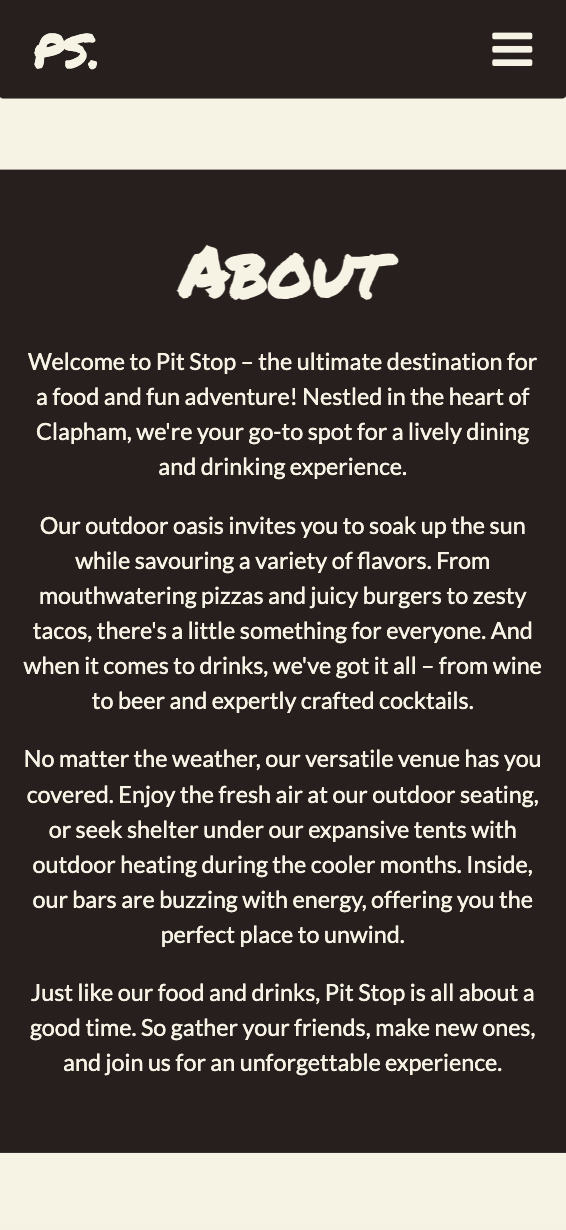 PS.
About
Welcome to Pit Stop – the ultimate destination for
a food and fun adventure! Nestled in the heart of
Clapham, we're your go-to spot for a lively dining
and drinking experience.
Our outdoor oasis invites you to soak up the sun
while savouring a variety of flavors. From
mouthwatering pizzas and juicy burgers to zesty
tacos, there's a little something for everyone. And
when it comes to drinks, we've got it all – from wine
to beer and expertly crafted cocktails.
No matter the weather, our versatile venue has you
covered. Enjoy the fresh air at our outdoor seating,
or seek shelter under our expansive tents with
outdoor heating during the cooler months. Inside,
our bars are buzzing with energy, offering you the
perfect place to unwind.
Just like our food and drinks, Pit Stop is all about a
good time. So gather your friends, make new ones,
and join us for an unforgettable experience.